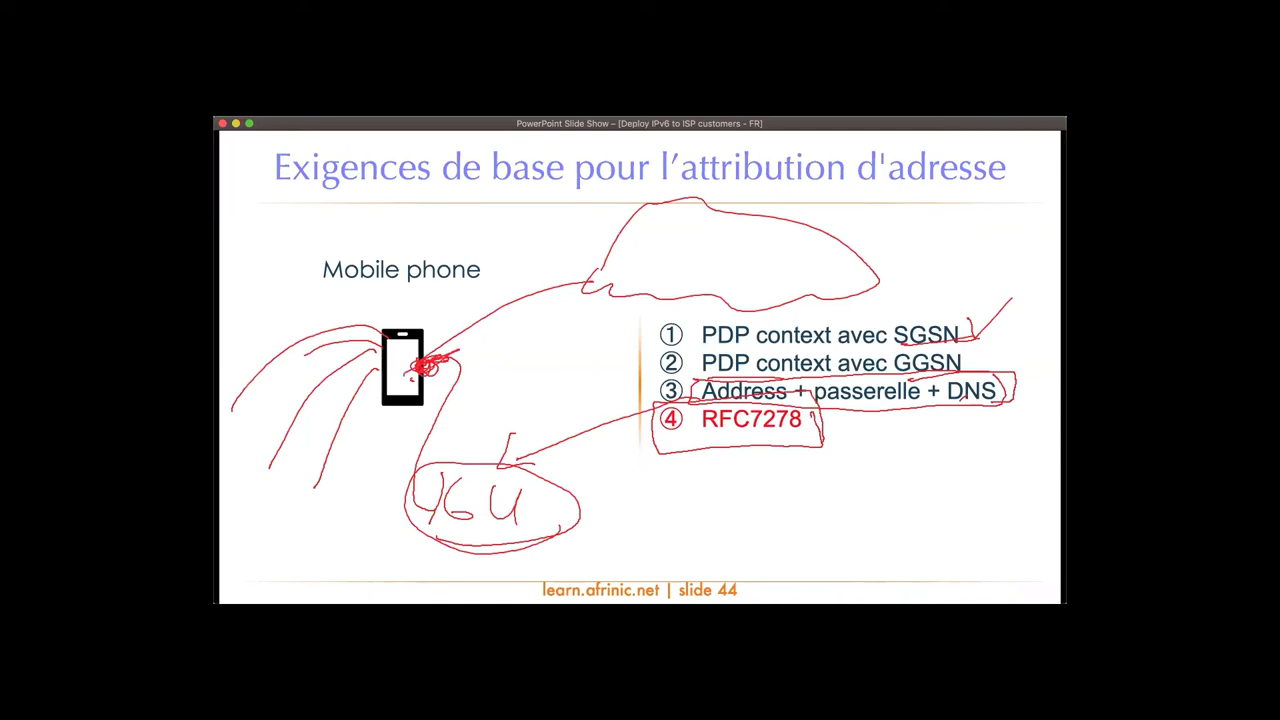 PowerPoint Slide Show – [Deploy IPv6 to ISP customers - FR]
Exigences de base pour l’attribution d'adresse
Mobile phone
① PDP context avec SGSN
② PDP context avec GGSN
③ Address + passerelle + DNS
④ RFC7278
464
learn.afrinic.net | slide 44